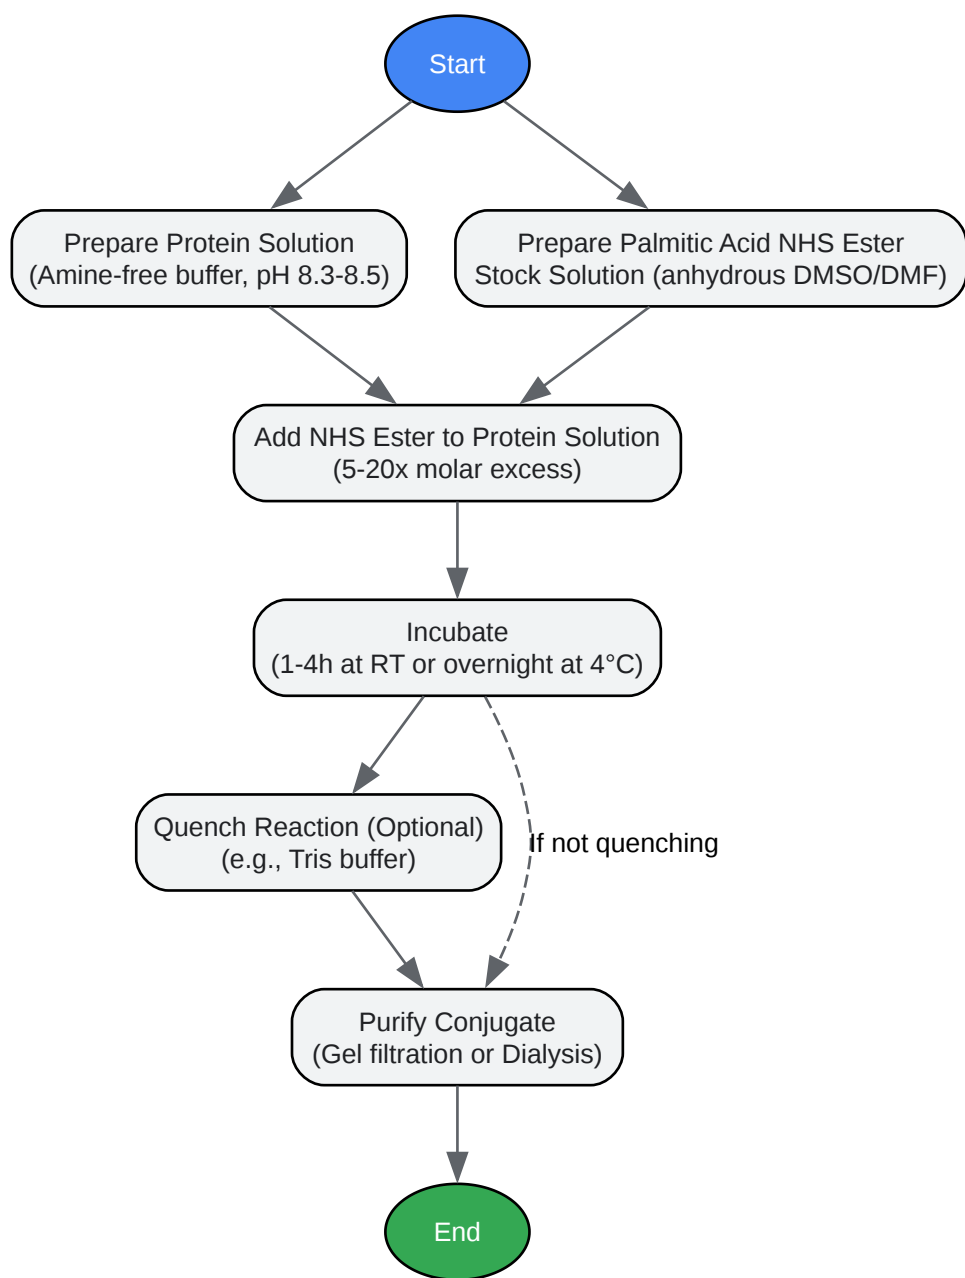 Start
Prepare Protein Solution
(Amine-free buffer, pH 8.3-8.5)
Prepare Palmitic Acid NHS Ester
Stock Solution (anhydrous DMSO/DMF)
Add NHS Ester to Protein Solution
(5-20x molar excess)
Incubate
(1-4h at RT or overnight at 4°C)
Quench Reaction (Optional)
(e.g., Tris buffer)
If not quenching
Purify Conjugate
(Gel filtration or Dialysis)
End